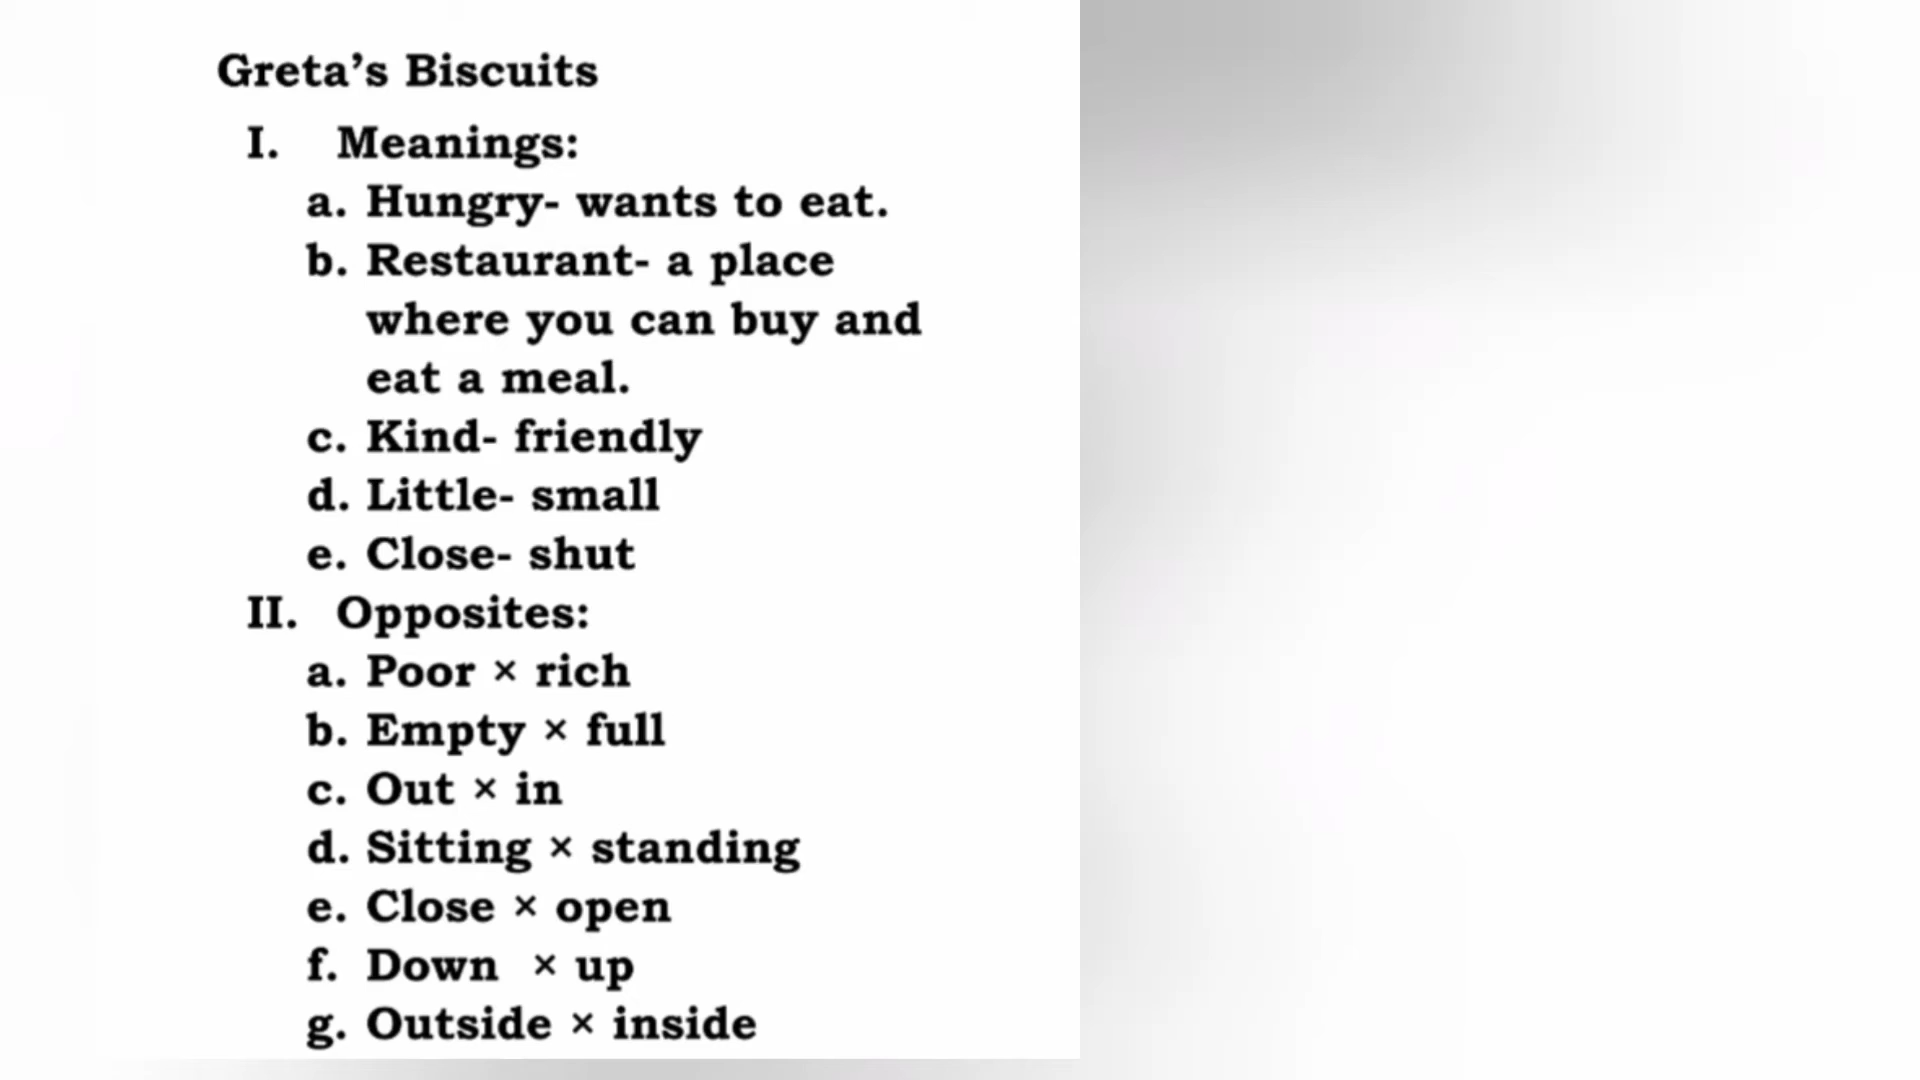 Greta’s Biscuits
I. Meanings:
a. Hungry- wants to eat.
b. Restaurant- a place
where you can buy and
eat a meal.
c. Kind- friendly
d. Little- small
e. Close- shut
II. Opposites:
a. Poor × rich
b. Empty × full
c. Out × in
d. Sitting × standing
e. Close × open
f. Down × up
g. Outside × inside